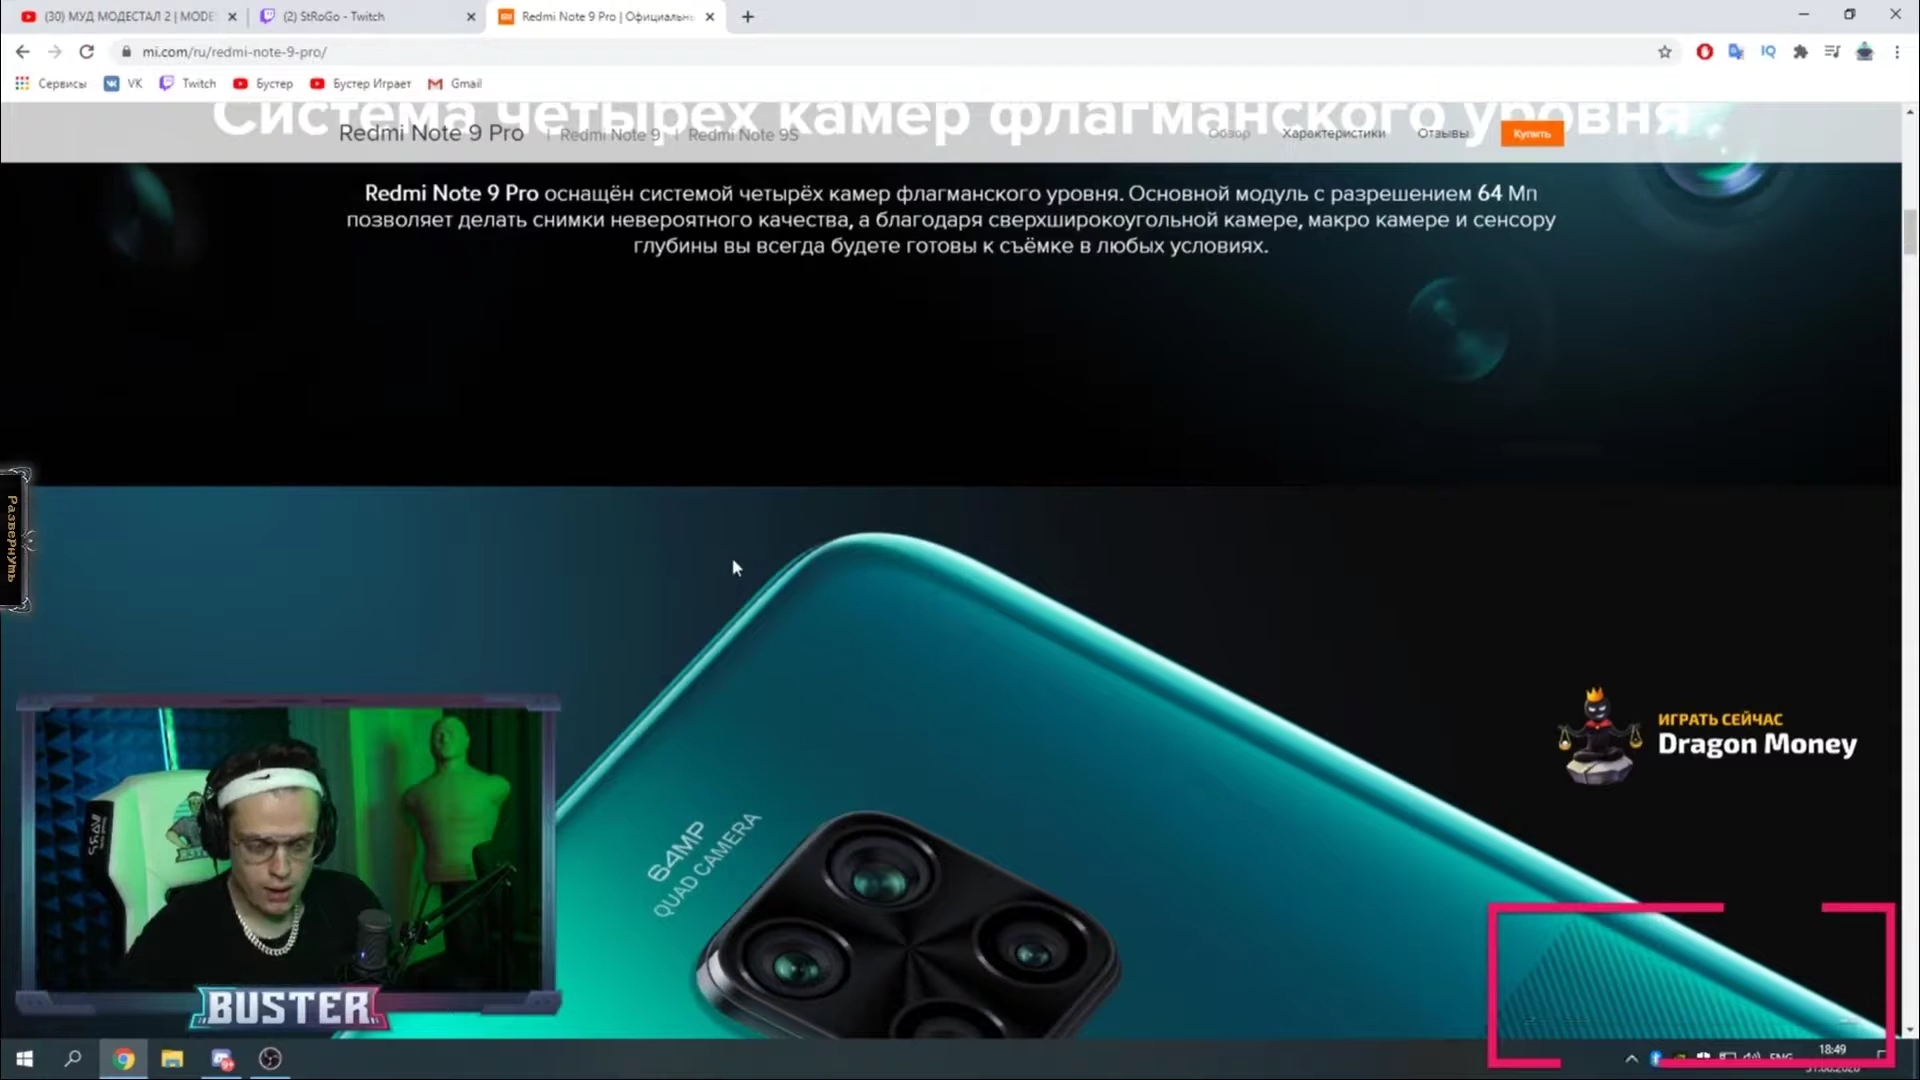 (30) МУД МОДЕСТАЛ 2 | MODE
(2) StRoGo - Twitch
Redmi Note 9 Pro | Официальн
mi.com/ru/redmi-note-9-pro/
IQ
Сервисы
VK
Twitch
Бустер
Бустер Играет
Gmail
Система четырёх камер флагманского уровня
Redmi Note 9 Pro | Redmi Note 9 | Redmi Note 9S
Обзор
Характеристики
Отзывы
Купить
Redmi Note 9 Pro оснащён системой четырёх камер флагманского уровня. Основной модуль с разрешением 64 Мп
позволяет делать снимки невероятного качества, а благодаря сверхширокоугольной камере, макро камере и сенсору
глубины вы всегда будете готовы к съёмке в любых условиях.
Развернуть
ИГРАТЬ СЕЙЧАС
Dragon Money
64MP
QUAD CAMERA
BUSTER
9+
ENG
18:49